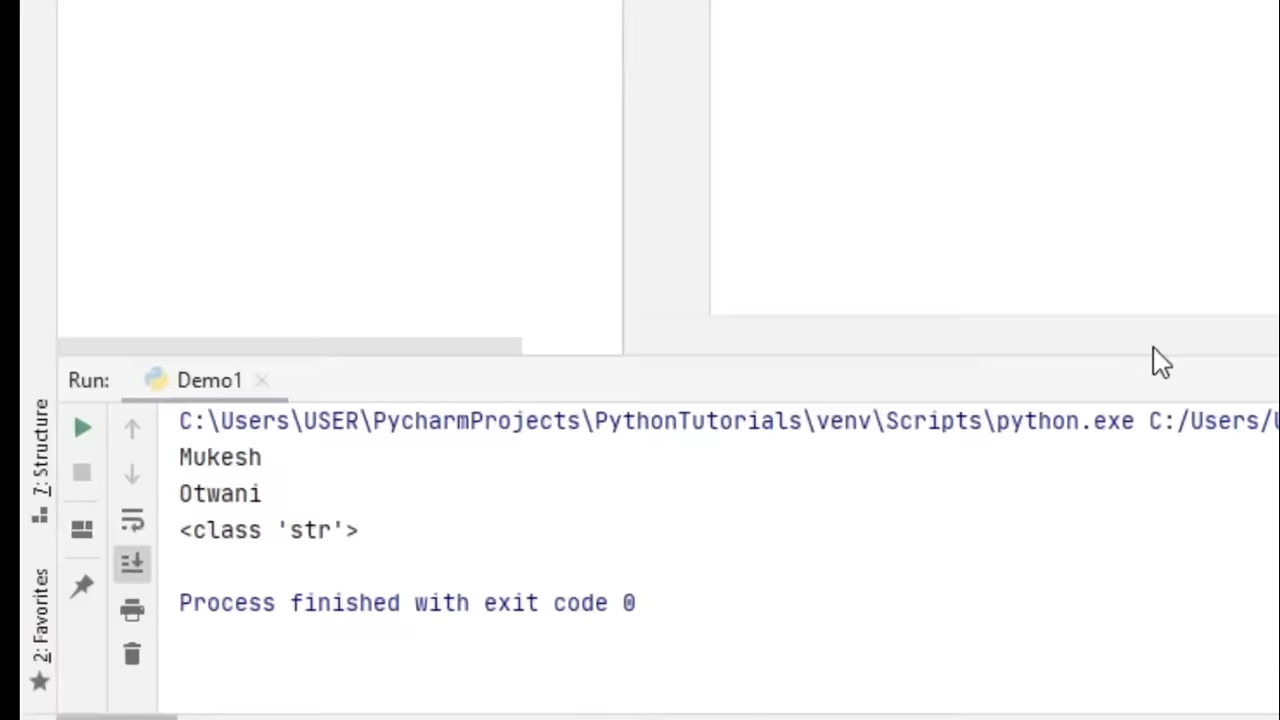 Run: Demo1
C:\Users\USER\PycharmProjects\PythonTutorials\venv\Scripts\python.exe C:/Users/
Mukesh
Otwani
<class 'str'>
Process finished with exit code 0
7: Structure
2: Favorites